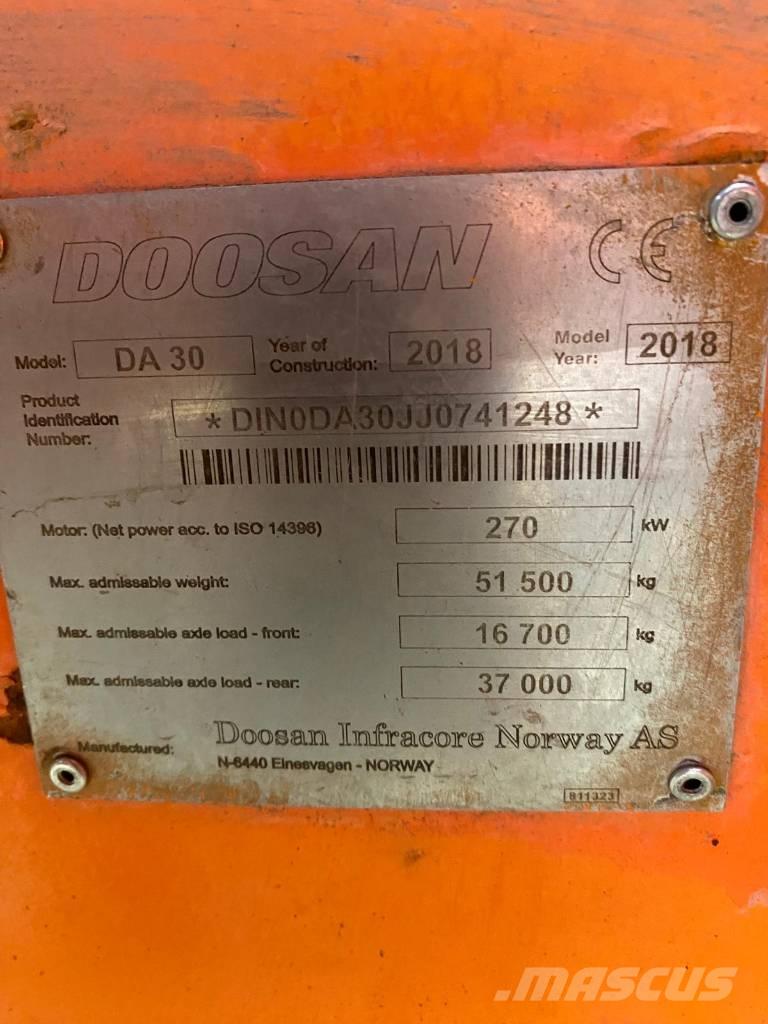 DOOSAN CE
Model: DA 30 Year of Construction: 2018 Model Year: 2018
Product Identification Number: * DIN0DA30JJ0741248 *
Motor: (Net power acc. to ISO 14396) 270 kW
Max. admissable weight: 51 500 kg
Max. admissable axle load - front: 16 700 kg
Max. admissable axle load - rear: 37 000 kg
Manufactured: Doosan Infracore Norway AS
N-6440 Elnesvagen - NORWAY
811323
MASCUS